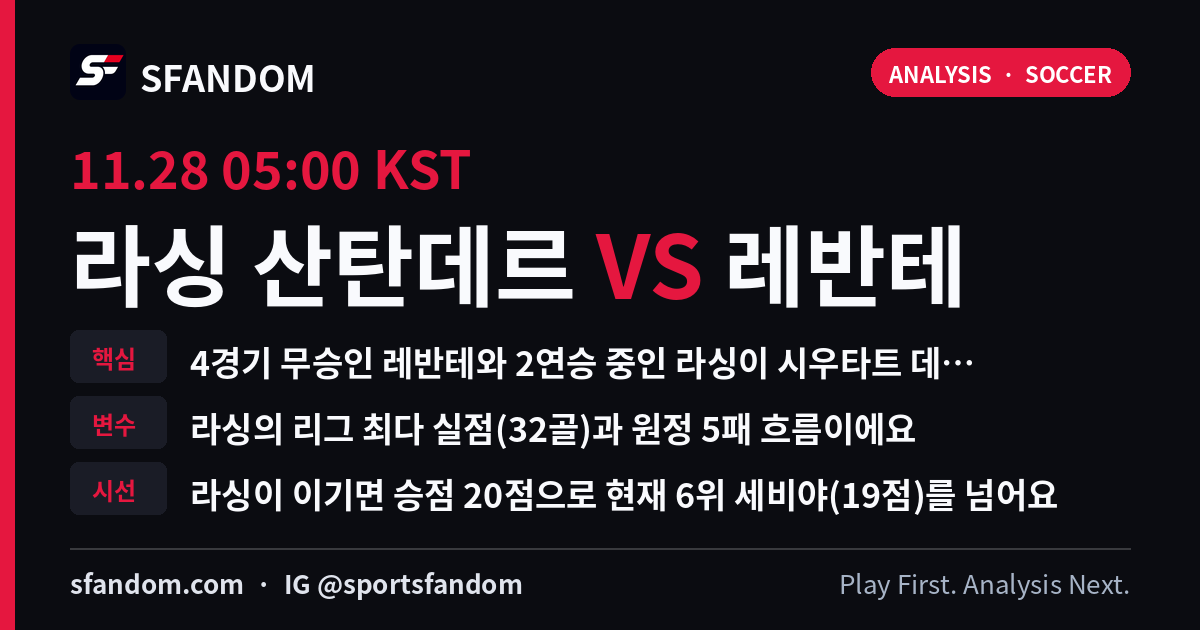 SFANDOM
ANALYSIS · SOCCER
11.28 05:00 KST
라싱 산탄데르 VS 레반테
핵심 4경기 무승인 레반테와 2연승 중인 라싱이 시우타트 데…
변수 라싱의 리그 최다 실점(32골)과 원정 5패 흐름이에요
시선 라싱이 이기면 승점 20점으로 현재 6위 세비야(19점)를 넘어요
sfandom.com · IG @sportsfandom
Play First. Analysis Next.